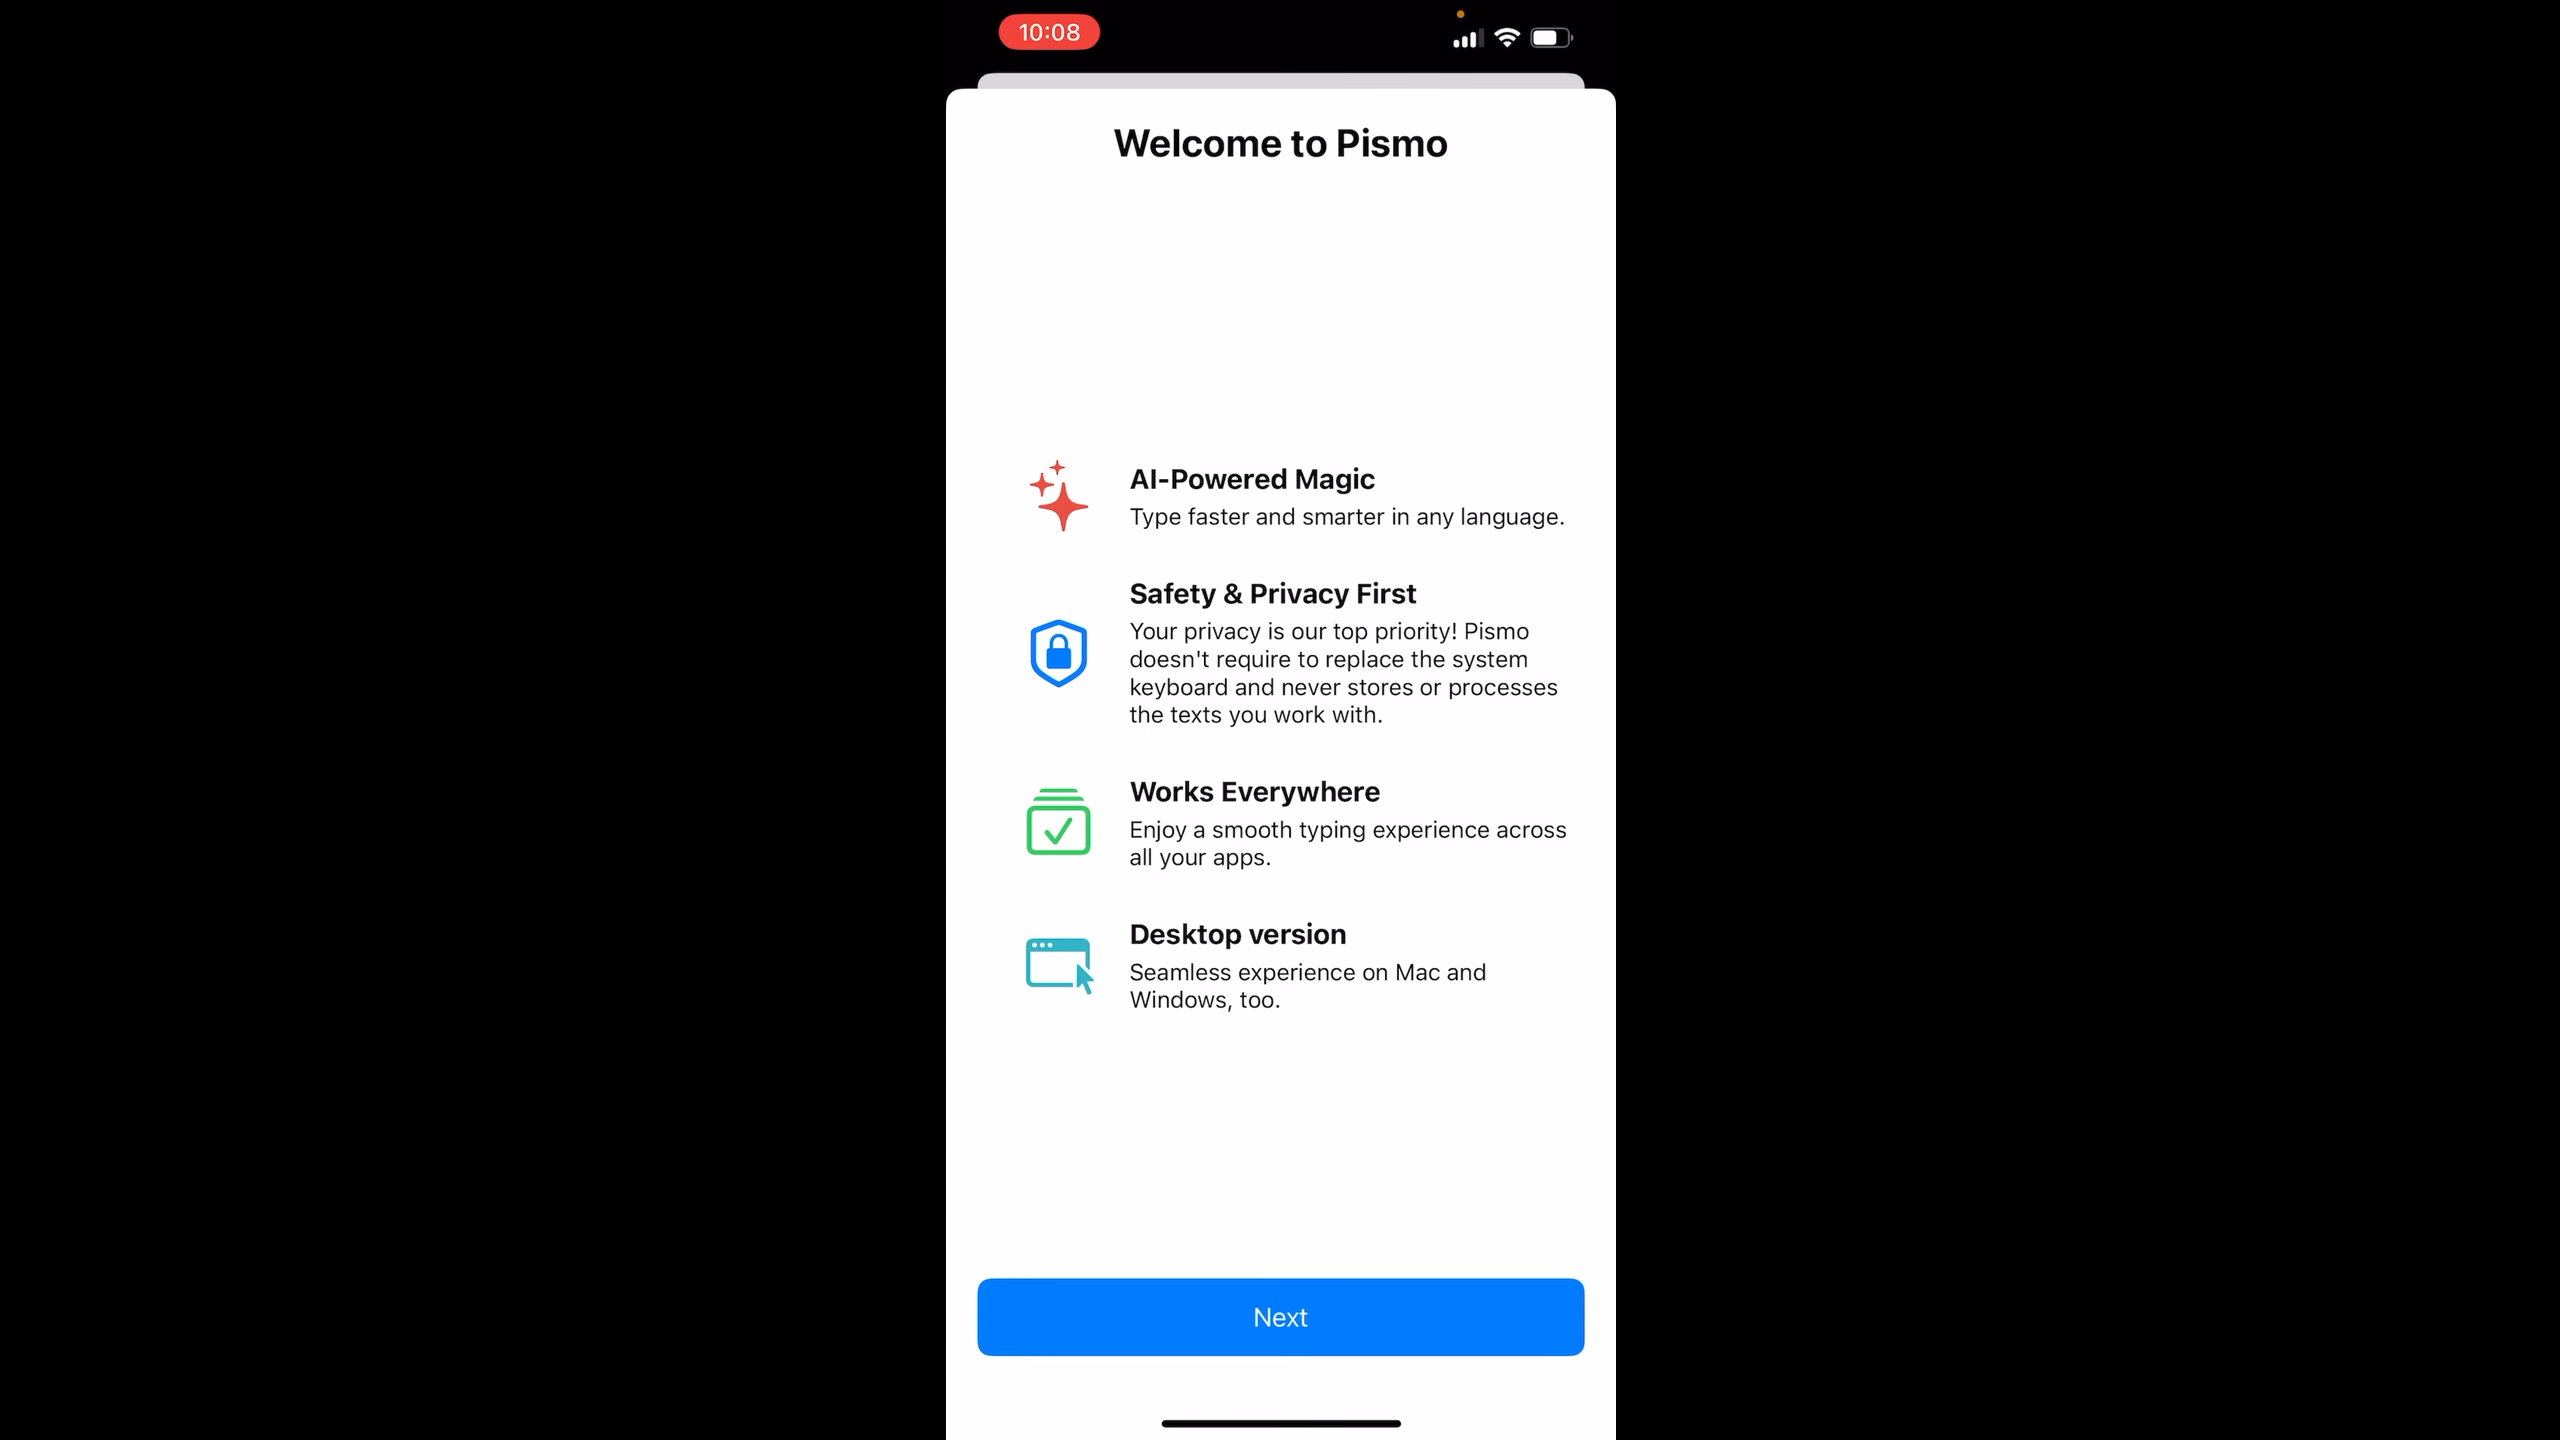 10:08
Welcome to Pismo
AI-Powered Magic
Type faster and smarter in any language.
Safety & Privacy First
Your privacy is our top priority! Pismo
doesn't require to replace the system
keyboard and never stores or processes
the texts you work with.
Works Everywhere
Enjoy a smooth typing experience across
all your apps.
Desktop version
Seamless experience on Mac and
Windows, too.
Next